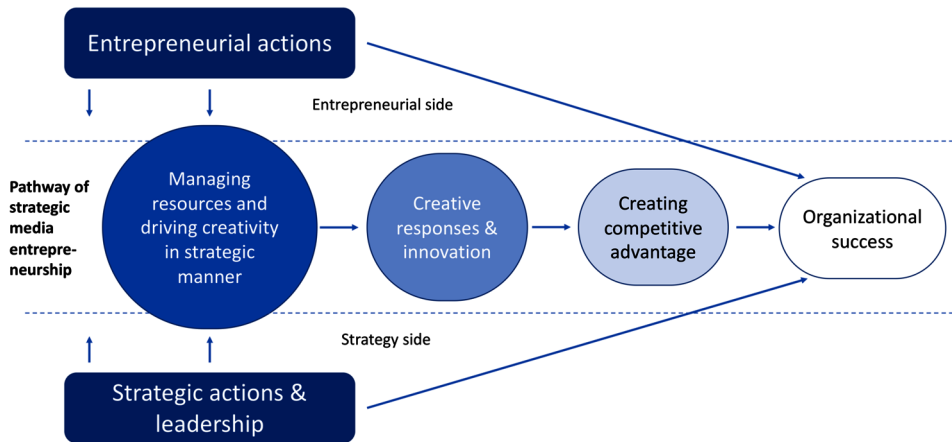 Entrepreneurial actions
Entrepreneurial side
Pathway of
strategic
media
entrepre-
neurship
Managing
resources and
driving creativity
in strategic
manner
Creative
responses &
innovation
Creating
competitive
advantage
Organizational
success
Strategy side
Strategic actions &
leadership